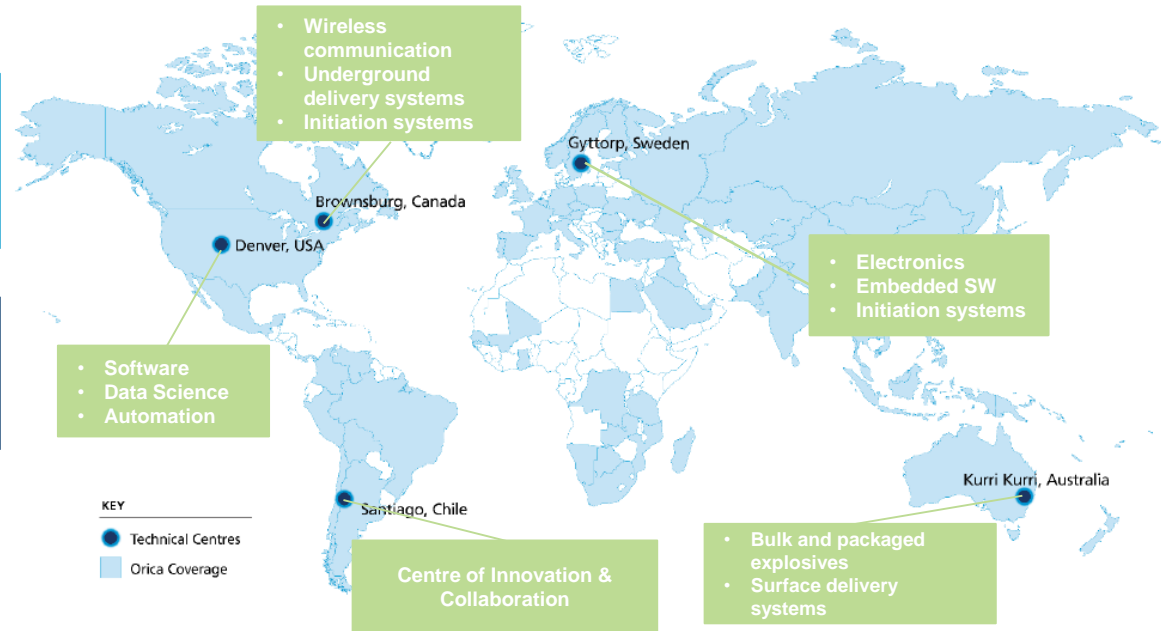 • Wireless
communication
• Underground
delivery systems
• Initiation systems
Gyttorp, Sweden
Brownsburg, Canada
Denver, USA
• Electronics
• Embedded SW
• Initiation systems
• Software
• Data Science
• Automation
Kurri Kurri, Australia
Santiago, Chile
KEY
Technical Centres
Orica Coverage
Centre of Innovation &
Collaboration
• Bulk and packaged
explosives
• Surface delivery
systems